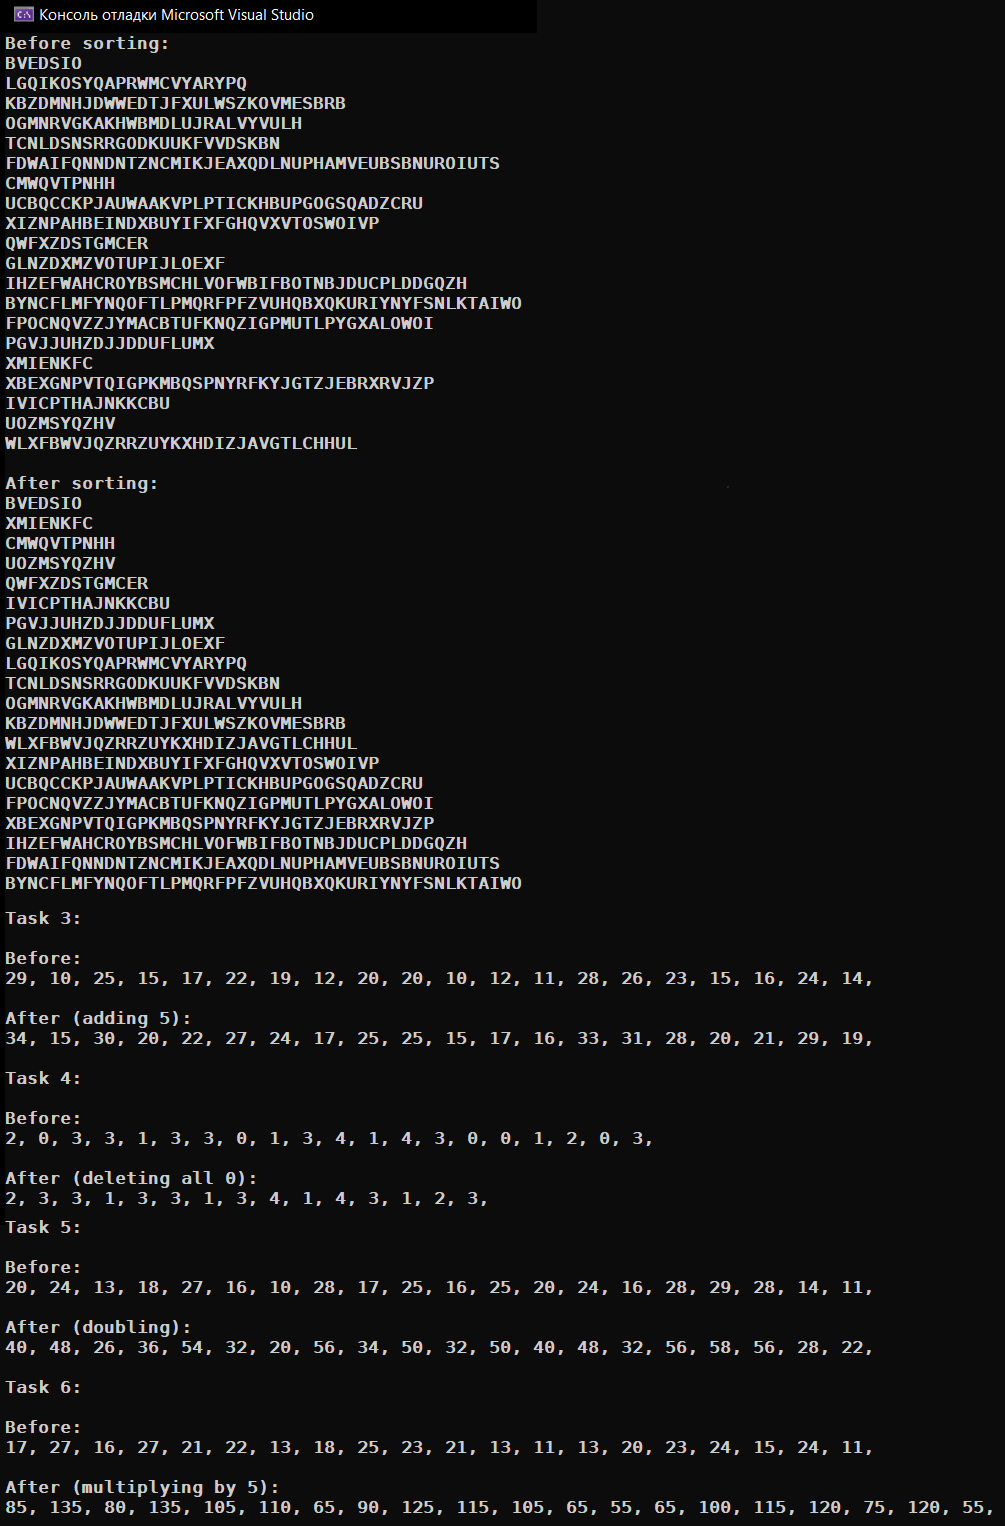 Консоль отладки Microsoft Visual Studio
Before sorting:
BVEDSIO
LGQIKOSYQAPRWMCVYARYPQ
KBZDMNHJDWWEDTJFXULWSZKOVMESBRB
OGMNRVGKAKHWBMDLUJRALVYVULH
TCNLDSNSRRGODKUUKFVVDSKBN
FDWAIFQNNDNTZNCMIKJEAXQDLNUPHAMVEUBSBNUROIUTS
CMWQVTPNHH
UCBQCCKPJAUWAAKVPLPTICKHBUPGOGSQADZCRU
XIZNPAHBEINDXBUYIFXFGHQVXVTOSWOIVP
QWFXZDSTGMCER
GLNZDXMZVOTUPIJLOEXF
IHZEFWAHCROYBSMCHLVOFWBIFBOTNBJDUCPLDDGQZH
BYNCFLMFYNQOFTLPMQRFPFZVUHQBXQKURIYNYFSNLKTAIWO
FPOCNQVZZJYMACBTUFKNQZIGPMUTLPYGXALOWOI
PGVJJUHZDJJDDUFLUMX
XMIENKFC
XBEXGNPVTQIGPKMBQSPNYRFKYJGTZJEBRXRVJZP
IVICPTHAJNKKCBU
UOZMSYQZHV
WLXFBWVJQZRRZUYKXHDIZJAVGTLCHHUL
After sorting:
BVEDSIO
XMIENKFC
CMWQVTPNHH
UOZMSYQZHV
QWFXZDSTGMCER
IVICPTHAJNKKCBU
PGVJJUHZDJJDDUFLUMX
GLNZDXMZVOTUPIJLOEXF
LGQIKOSYQAPRWMCVYARYPQ
TCNLDSNSRRGODKUUKFVVDSKBN
OGMNRVGKAKHWBMDLUJRALVYVULH
KBZDMNHJDWWEDTJFXULWSZKOVMESBRB
WLXFBWVJQZRRZUYKXHDIZJAVGTLCHHUL
XIZNPAHBEINDXBUYIFXFGHQVXVTOSWOIVP
UCBQCCKPJAUWAAKVPLPTICKHBUPGOGSQADZCRU
FPOCNQVZZJYMACBTUFKNQZIGPMUTLPYGXALOWOI
XBEXGNPVTQIGPKMBQSPNYRFKYJGTZJEBRXRVJZP
IHZEFWAHCROYBSMCHLVOFWBIFBOTNBJDUCPLDDGQZH
FDWAIFQNNDNTZNCMIKJEAXQDLNUPHAMVEUBSBNUROIUTS
BYNCFLMFYNQOFTLPMQRFPFZVUHQBXQKURIYNYFSNLKTAIWO
Task 3:
Before:
29, 10, 25, 15, 17, 22, 19, 12, 20, 20, 10, 12, 11, 28, 26, 23, 15, 16, 24, 14,
After (adding 5):
34, 15, 30, 20, 22, 27, 24, 17, 25, 25, 15, 17, 16, 33, 31, 28, 20, 21, 29, 19,
Task 4:
Before:
2, 0, 3, 3, 1, 3, 3, 0, 1, 3, 4, 1, 4, 3, 0, 0, 1, 2, 0, 3,
After (deleting all 0):
2, 3, 3, 1, 3, 3, 1, 3, 4, 1, 4, 3, 1, 2, 3,
Task 5:
Before:
20, 24, 13, 18, 27, 16, 10, 28, 17, 25, 16, 25, 20, 24, 16, 28, 29, 28, 14, 11,
After (doubling):
40, 48, 26, 36, 54, 32, 20, 56, 34, 50, 32, 50, 40, 48, 32, 56, 58, 56, 28, 22,
Task 6:
Before:
17, 27, 16, 27, 21, 22, 13, 18, 25, 23, 21, 13, 11, 13, 20, 23, 24, 15, 24, 11,
After (multiplying by 5):
85, 135, 80, 135, 105, 110, 65, 90, 125, 115, 105, 65, 55, 65, 100, 115, 120, 75, 120, 55,